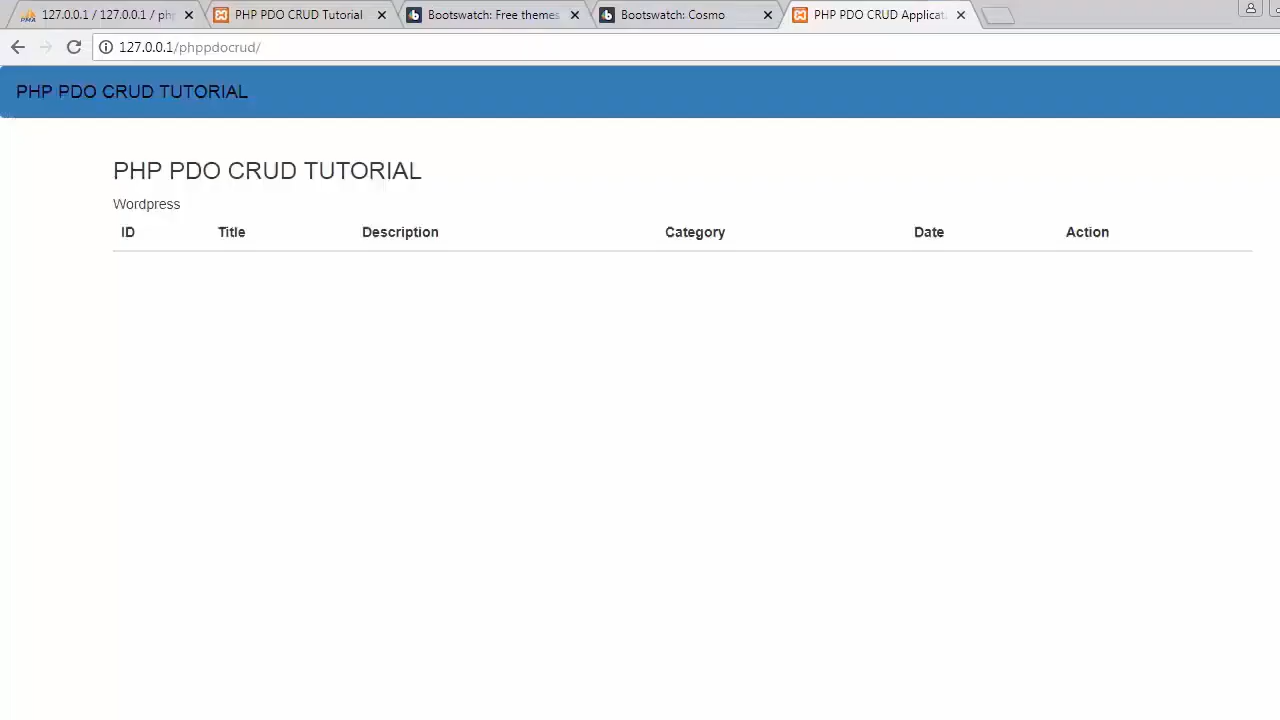 127.0.0.1 / 127.0.0.1 / php
PHP PDO CRUD Tutorial
Bootswatch: Free themes
Bootswatch: Cosmo
PHP PDO CRUD Applicat
127.0.0.1/phppdocrud/
PHP PDO CRUD TUTORIAL
PHP PDO CRUD TUTORIAL
Wordpress
ID Title Description Category Date Action